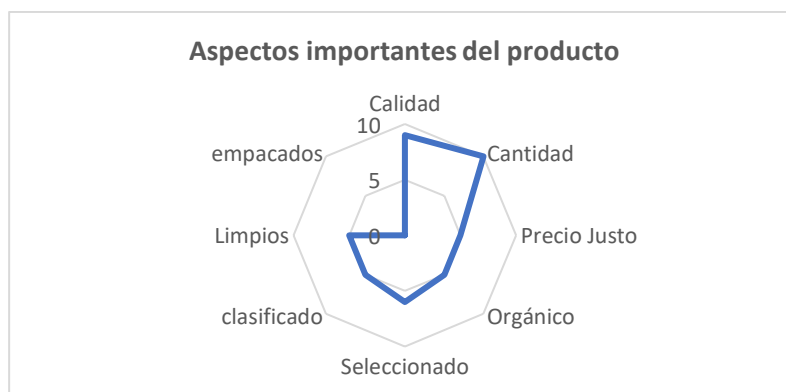 Aspectos importantes del producto
Calidad
10
empacados
Cantidad
5
Limpios
0
Precio Justo
clasificado
Orgánico
Seleccionado